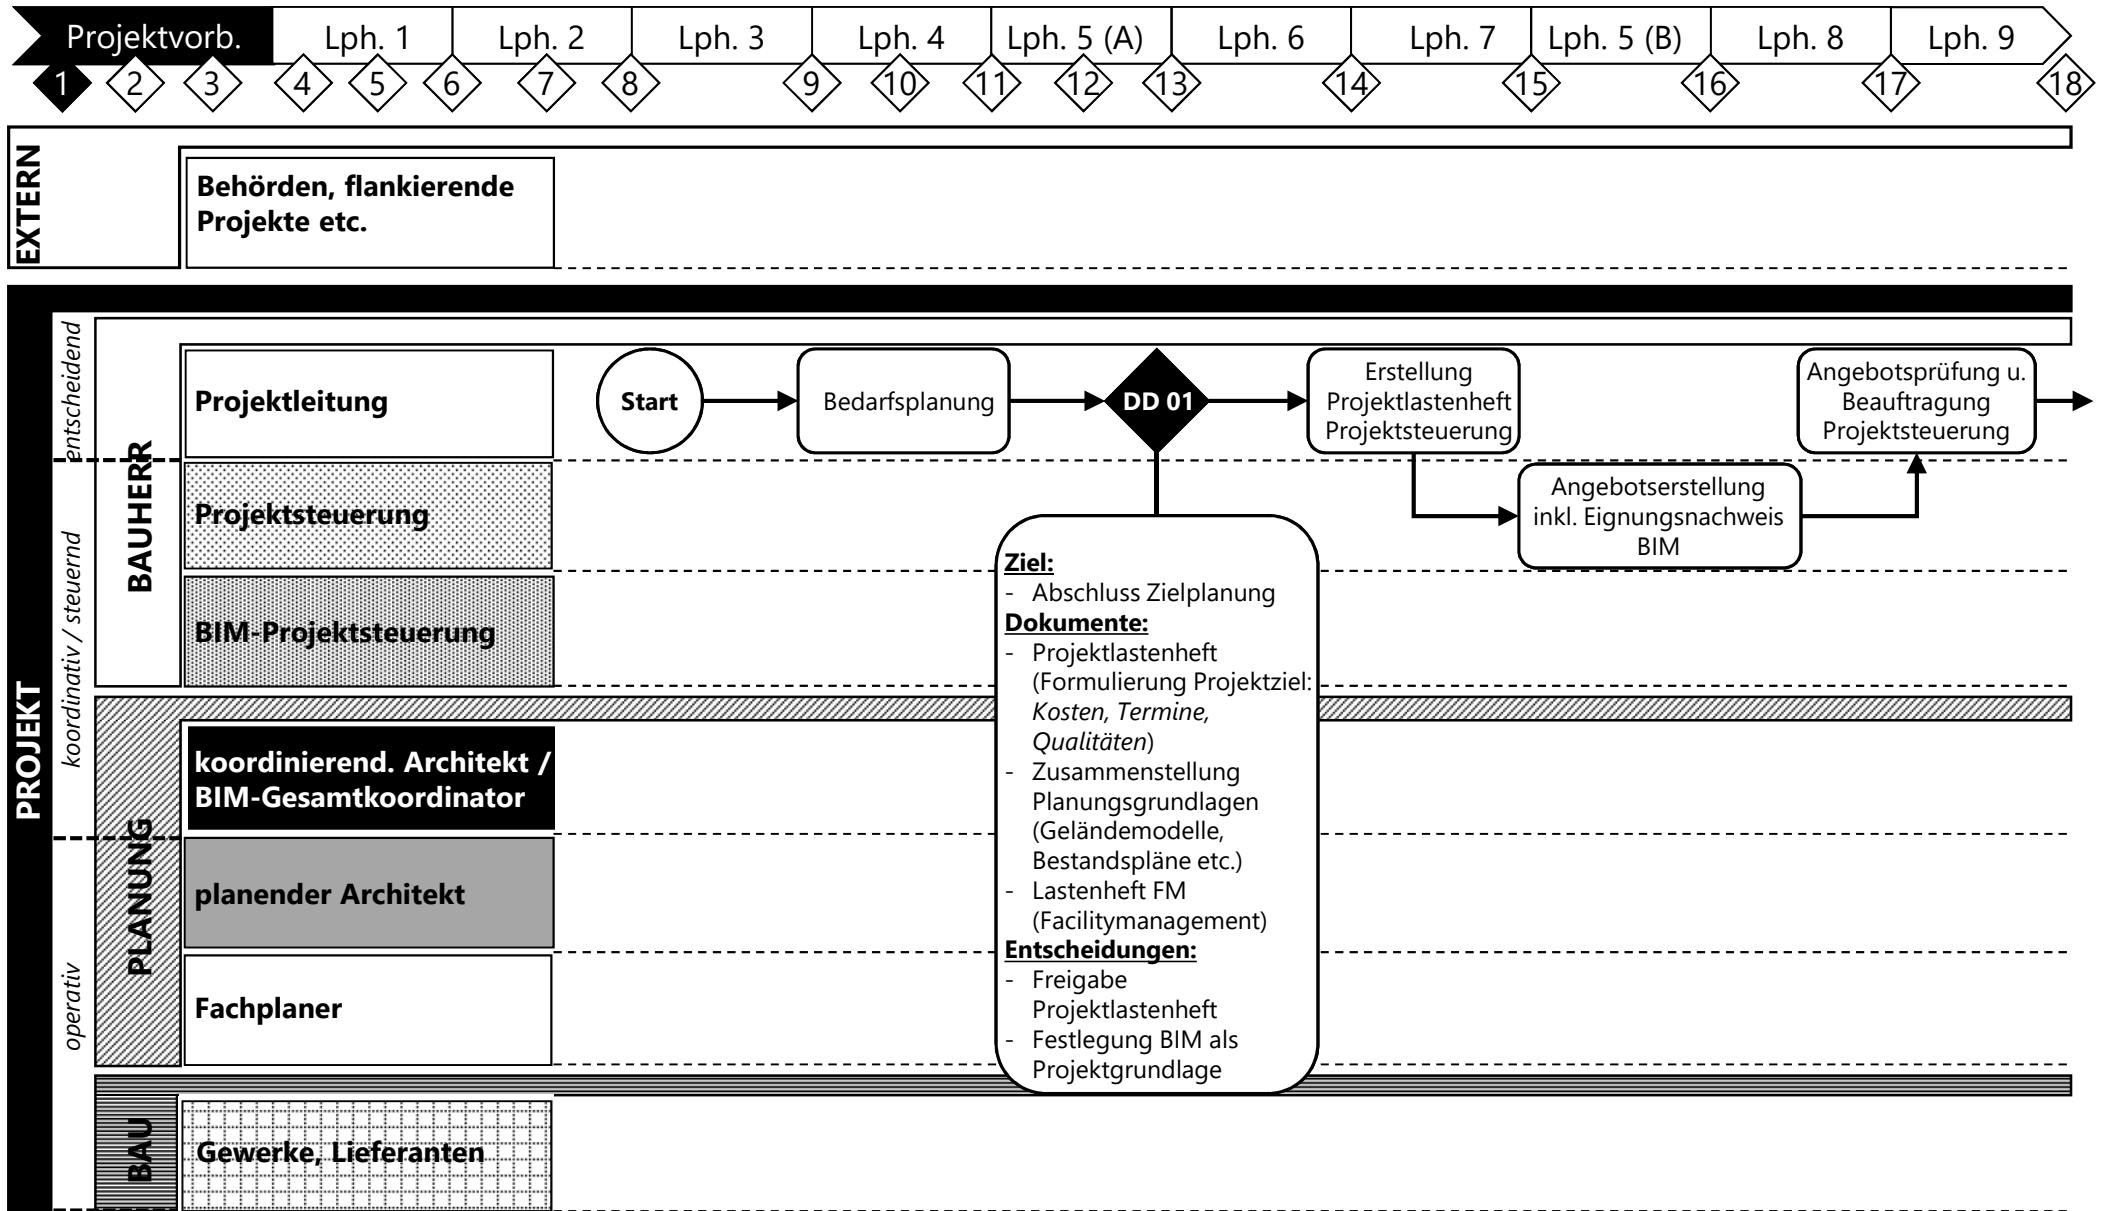 Projektvorb.
Lph. 1
Lph. 2
Lph. 3
Lph. 4
Lph. 5 (A)
Lph. 6
Lph. 7
Lph. 5 (B)
Lph. 8
Lph. 9
1
2
3
4
5
6
7
8
9
10
11
12
13
14
15
16
17
18
EXTERN
Behörden, flankierende
Projekte etc.
PROJEKT
entscheidend
koordinativ / steuernd
operativ
BAUHERR
Projektleitung
Start
Bedarfsplanung
DD 01
Erstellung
Projektlastenheft
Projektsteuerung
Angebotsprüfung u.
Beauftragung
Projektsteuerung
Projektsteuerung
Angebotserstellung
inkl. Eignungsnachweis
BIM
BIM-Projektsteuerung
Ziel:
- Abschluss Zielplanung
Dokumente:
- Projektlastenheft
(Formulierung Projektziel:
Kosten, Termine,
Qualitäten)
- Zusammenstellung
Planungsgrundlagen
(Geländemodelle,
Bestandspläne etc.)
- Lastenheft FM
(Facilitymanagement)
Entscheidungen:
- Freigabe
Projektlastenheft
- Festlegung BIM als
Projektgrundlage
PLANUNG
koordinierend. Architekt /
BIM-Gesamtkoordinator
planender Architekt
Fachplaner
BAU
Gewerke, Lieferanten